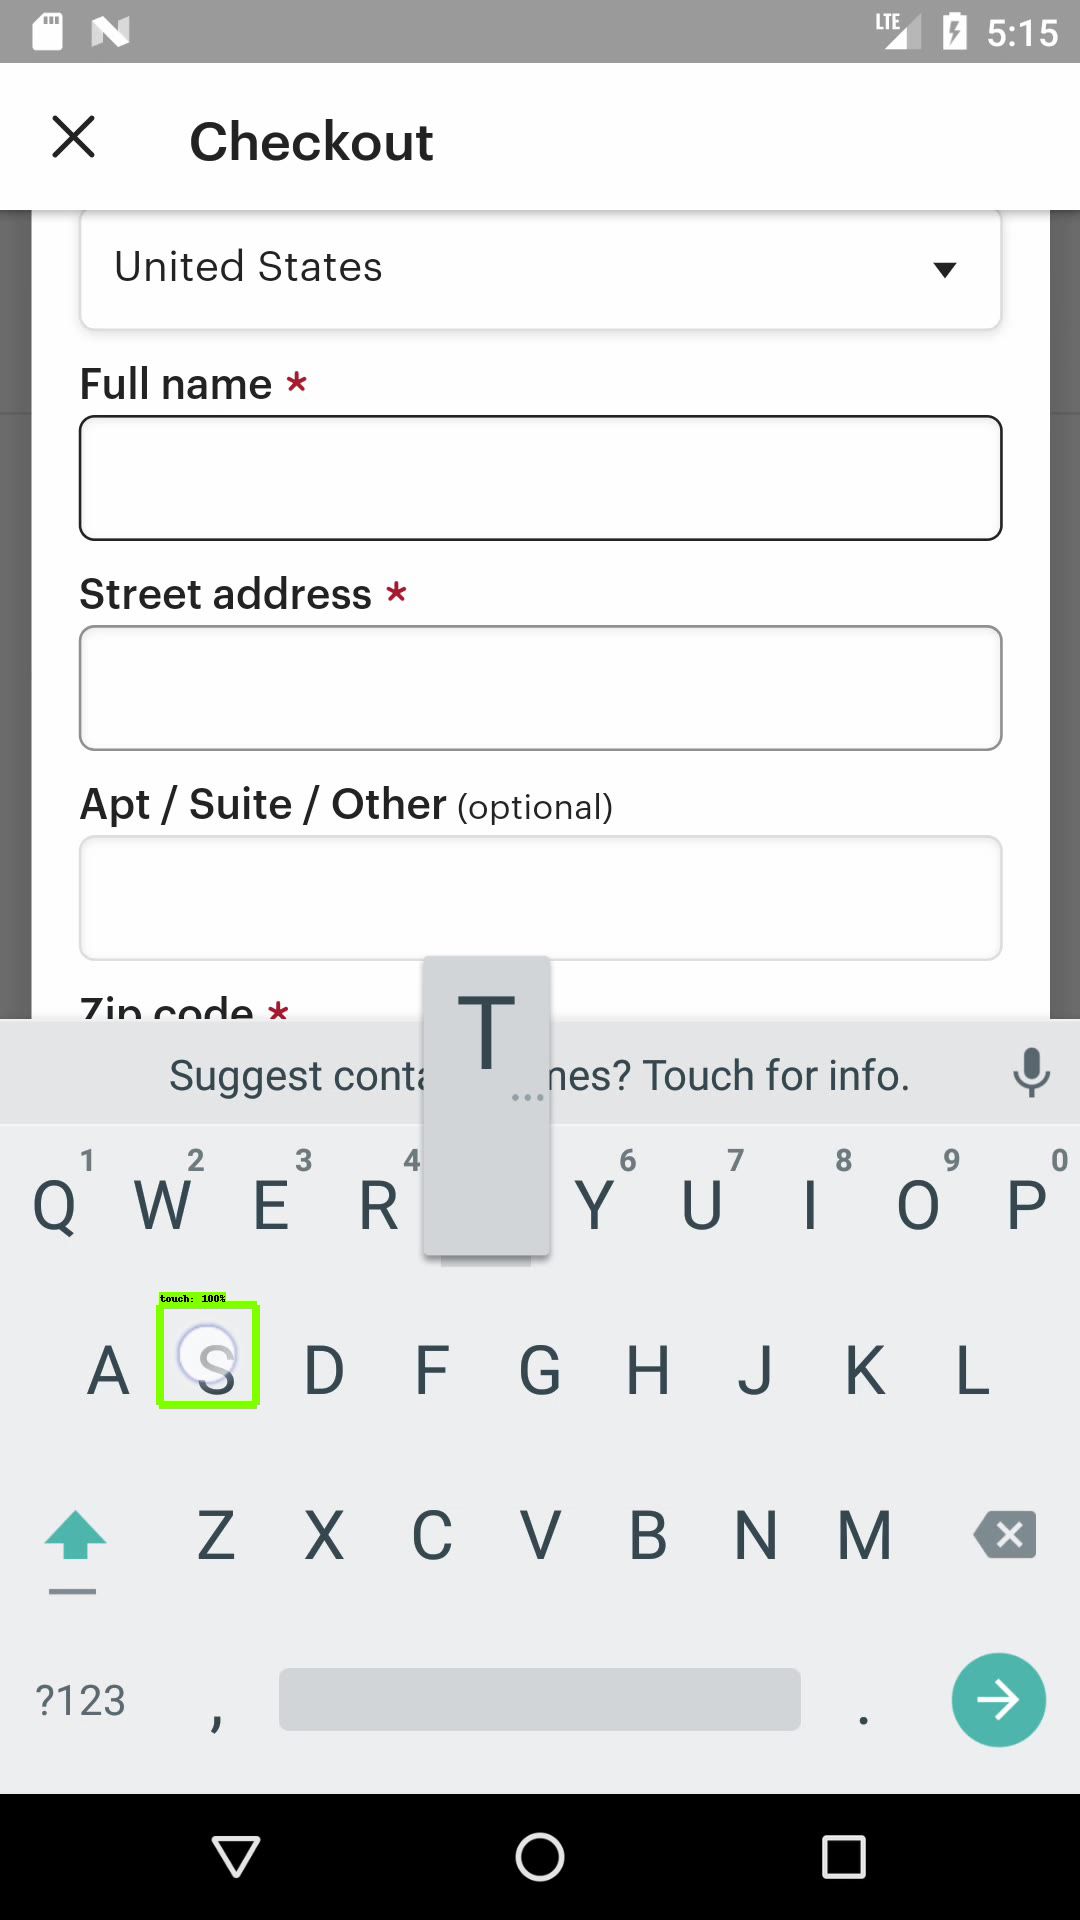 LTE 5:15
Checkout
United States
Full name *
Street address *
Apt / Suite / Other (optional)
Zip code *
T
...
Suggest conta nes? Touch for info.
1 2 3 4 6 7 8 9 0
Q W E R Y U I O P
touch: 100%
A S D F G H J K L
Z X C V B N M
?123 , .